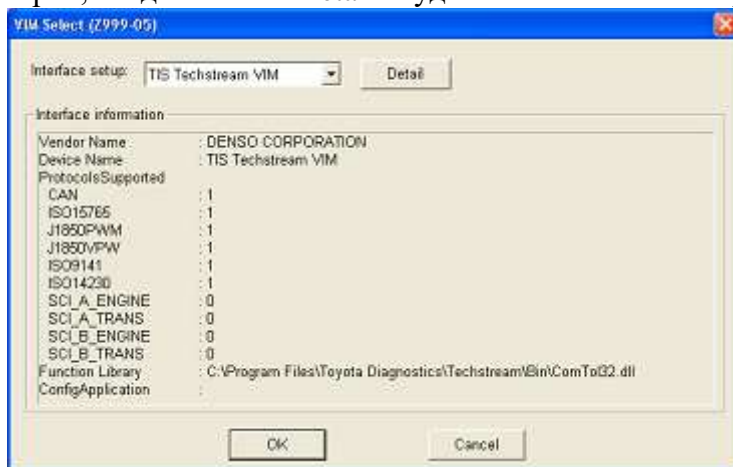 VIM Select (Z999-05)
Interface setup: TIS Techstream VIM Detail
Interface information
Vendor Name : DENSO CORPORATION
Device Name : TIS Techstream VIM
ProtocolsSupported
CAN : 1
ISO15765 : 1
J1850PWM : 1
J1850VPW : 1
ISO9141 : 1
ISO14230 : 1
SCI_A_ENGINE : 0
SCI_A_TRANS : 0
SCI_B_ENGINE : 0
SCI_B_TRANS : 0
Function Library : C:\Program Files\Toyota Diagnostics\Techstream\Bin\ComTol32.dll
ConfigApplication :
OK Cancel